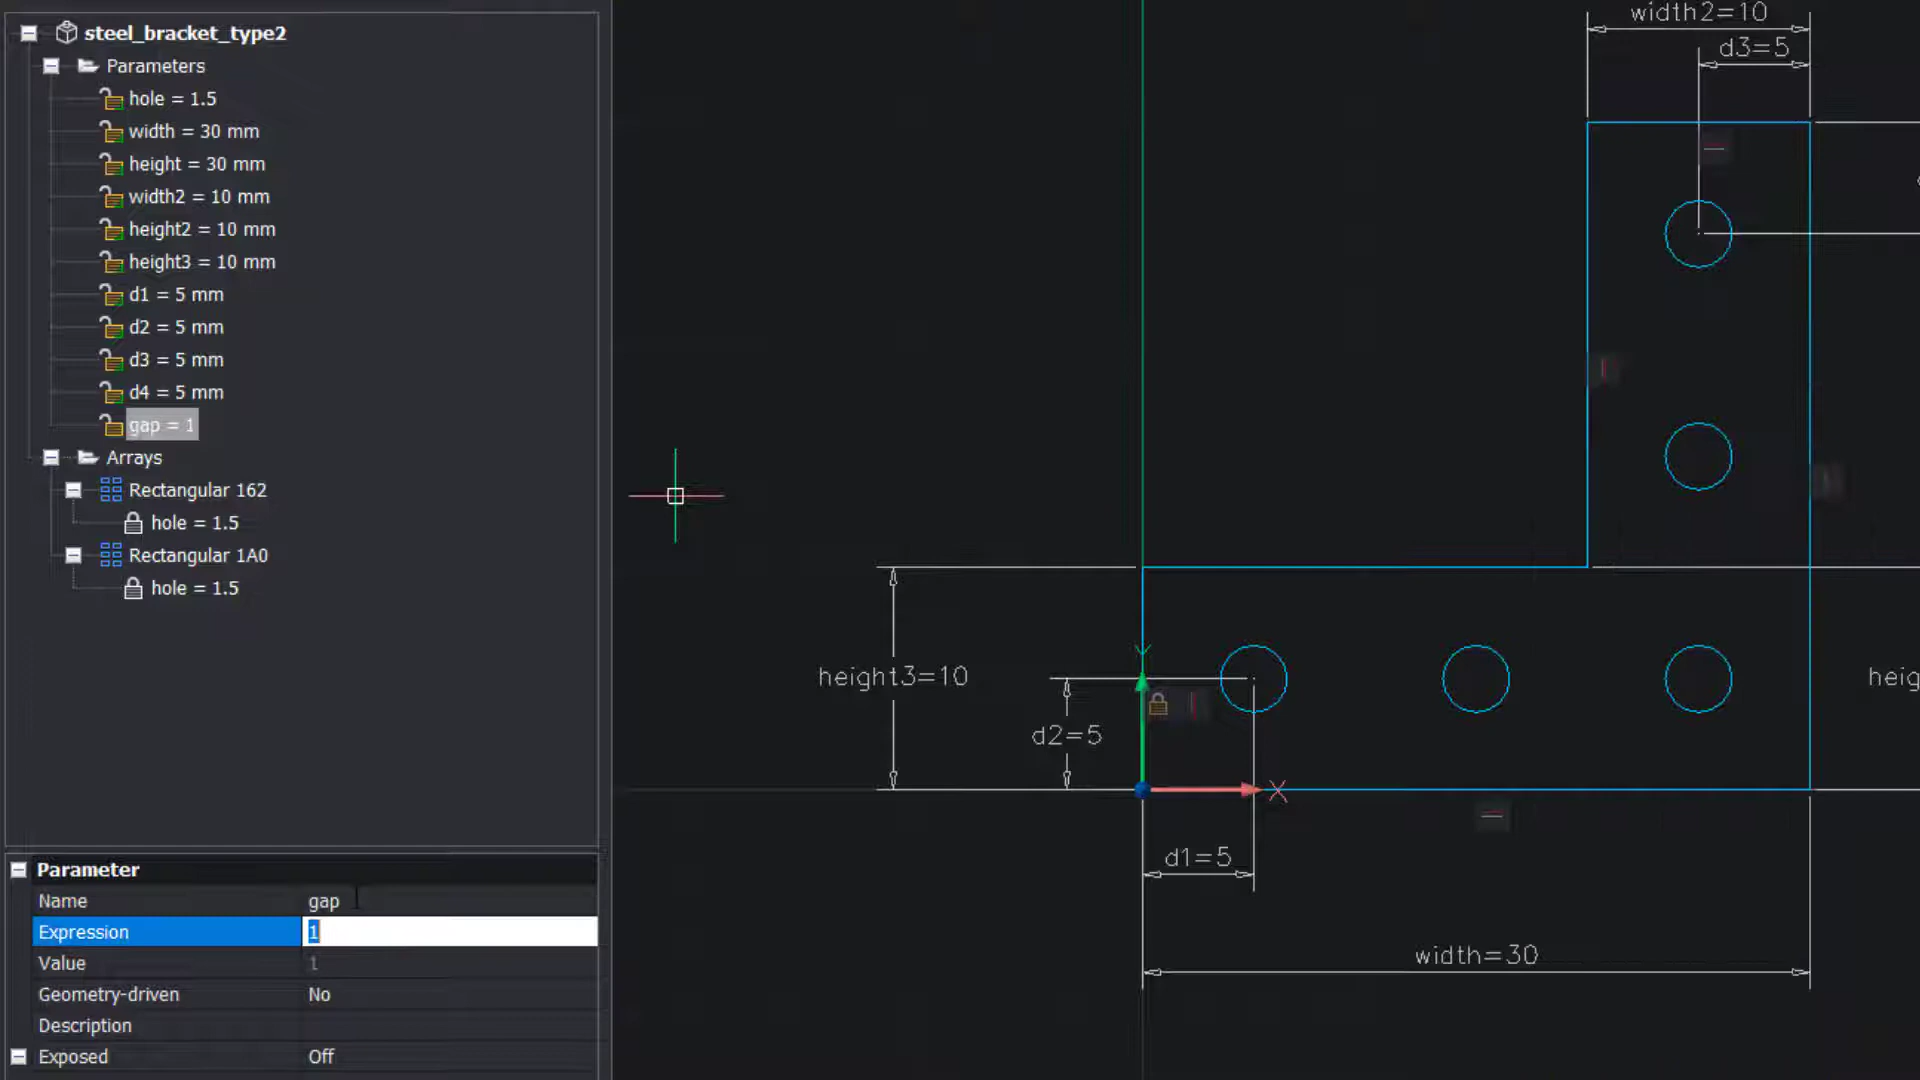 steel_bracket_type2
Parameters
hole = 1.5
width = 30 mm
height = 30 mm
width2 = 10 mm
height2 = 10 mm
height3 = 10 mm
d1 = 5 mm
d2 = 5 mm
d3 = 5 mm
d4 = 5 mm
gap = 1
Arrays
Rectangular 162
hole = 1.5
Rectangular 1A0
hole = 1.5
Parameter
Name gap
Expression 1
Value 1
Geometry-driven No
Description
Exposed Off
width2=10
d3=5
height3=10
d2=5
Y
X
d1=5
width=30
heig